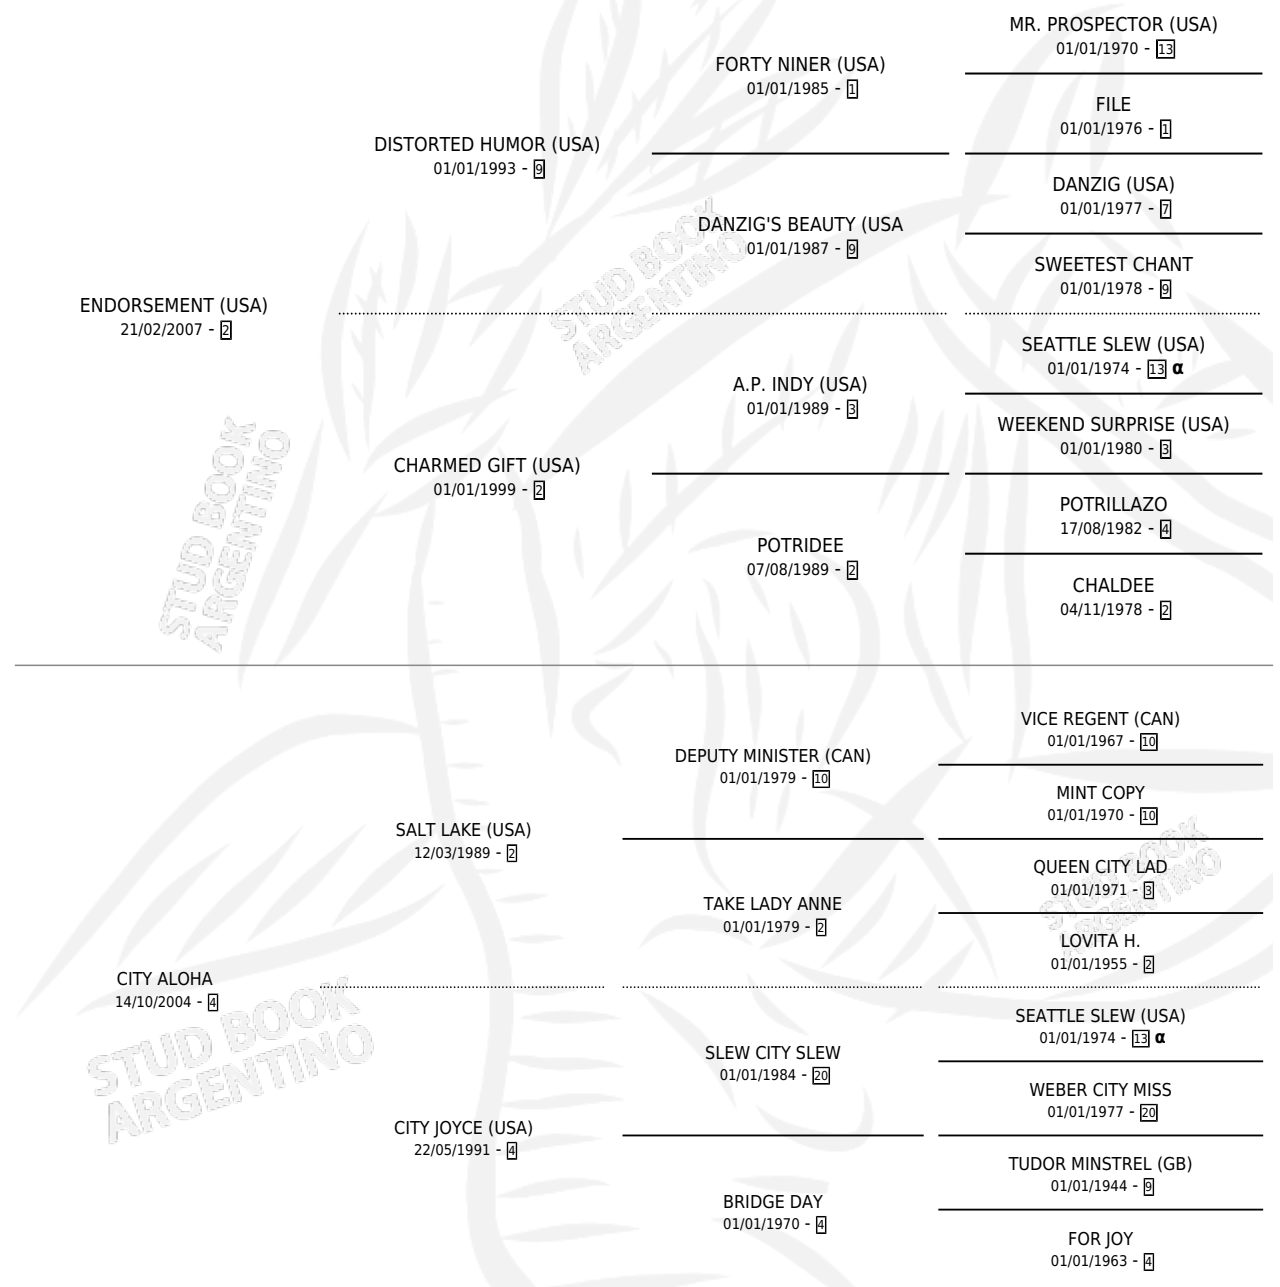 MR. PROSPECTOR (USA)
01/01/1970 - 13
FORTY NINER (USA)
01/01/1985 - 1
FILE
01/01/1976 - 1
DISTORTED HUMOR (USA)
01/01/1993 - 9
DANZIG (USA)
01/01/1977 - 7
DANZIG'S BEAUTY (USA
01/01/1987 - 9
SWEETEST CHANT
01/01/1978 - 9
STUD BOOK
ARGENTINO
ENDORSEMENT (USA)
21/02/2007 - 2
SEATTLE SLEW (USA)
01/01/1974 - 13 α
A.P. INDY (USA)
01/01/1989 - 3
WEEKEND SURPRISE (USA)
01/01/1980 - 3
CHARMED GIFT (USA)
01/01/1999 - 2
POTRILLAZO
17/08/1982 - 4
POTRIDEE
07/08/1989 - 2
CHALDEE
04/11/1978 - 2
STUD BOOK
ARGENTINO
VICE REGENT (CAN)
01/01/1967 - 10
DEPUTY MINISTER (CAN)
01/01/1979 - 10
MINT COPY
01/01/1970 - 10
SALT LAKE (USA)
12/03/1989 - 2
QUEEN CITY LAD
01/01/1971 - 3
TAKE LADY ANNE
01/01/1979 - 2
LOVITA H.
01/01/1955 - 2
STUD BOOK
ARGENTINO
CITY ALOHA
14/10/2004 - 4
SEATTLE SLEW (USA)
01/01/1974 - 13 α
SLEW CITY SLEW
01/01/1984 - 20
WEBER CITY MISS
01/01/1977 - 20
STUD BOOK
ARGENTINO
CITY JOYCE (USA)
22/05/1991 - 4
TUDOR MINSTREL (GB)
01/01/1944 - 9
BRIDGE DAY
01/01/1970 - 4
FOR JOY
01/01/1963 - 4